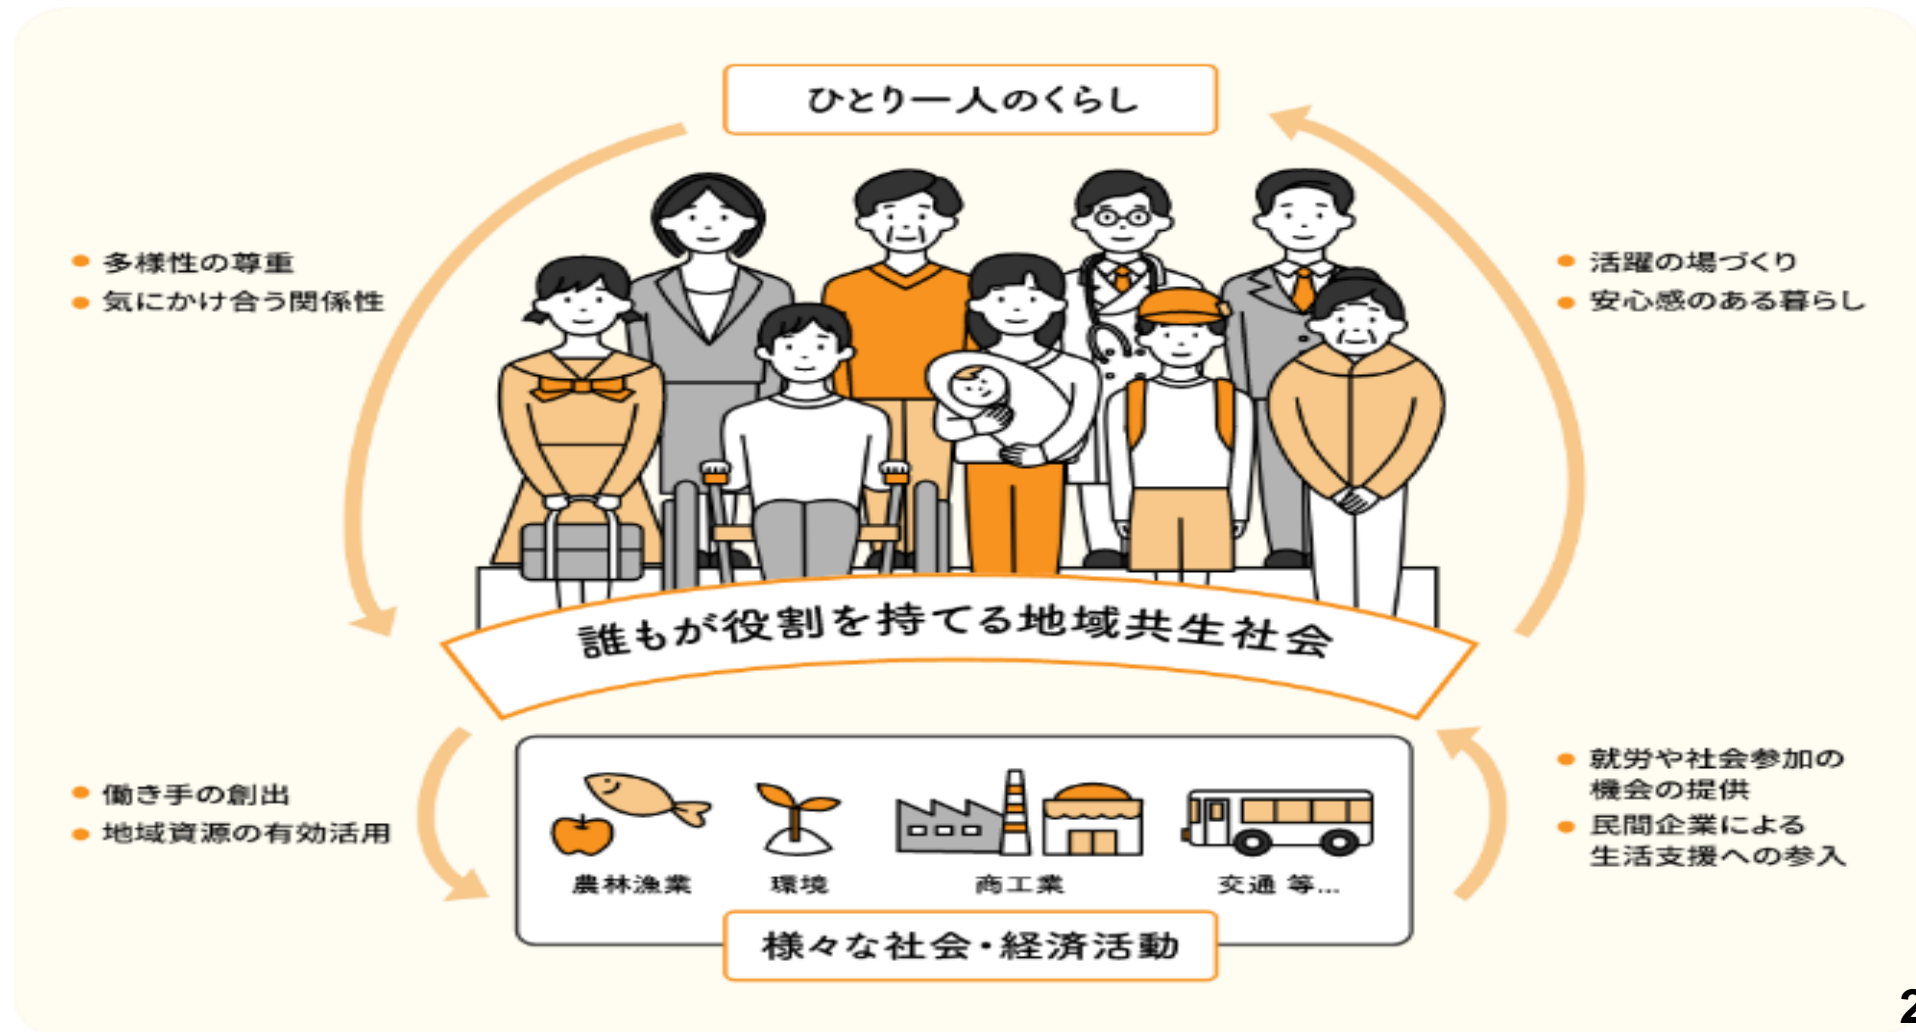 ひとり一人のくらし
多様性の尊重
気にかけ合う関係性
活躍の場づくり
安心感のある暮らし
誰もが役割を持てる地域共生社会
働き手の創出
地域資源の有効活用
就労や社会参加の
機会の提供
民間企業による
生活支援への参入
農林漁業
環境
商工業
交通 等...
様々な社会・経済活動
2